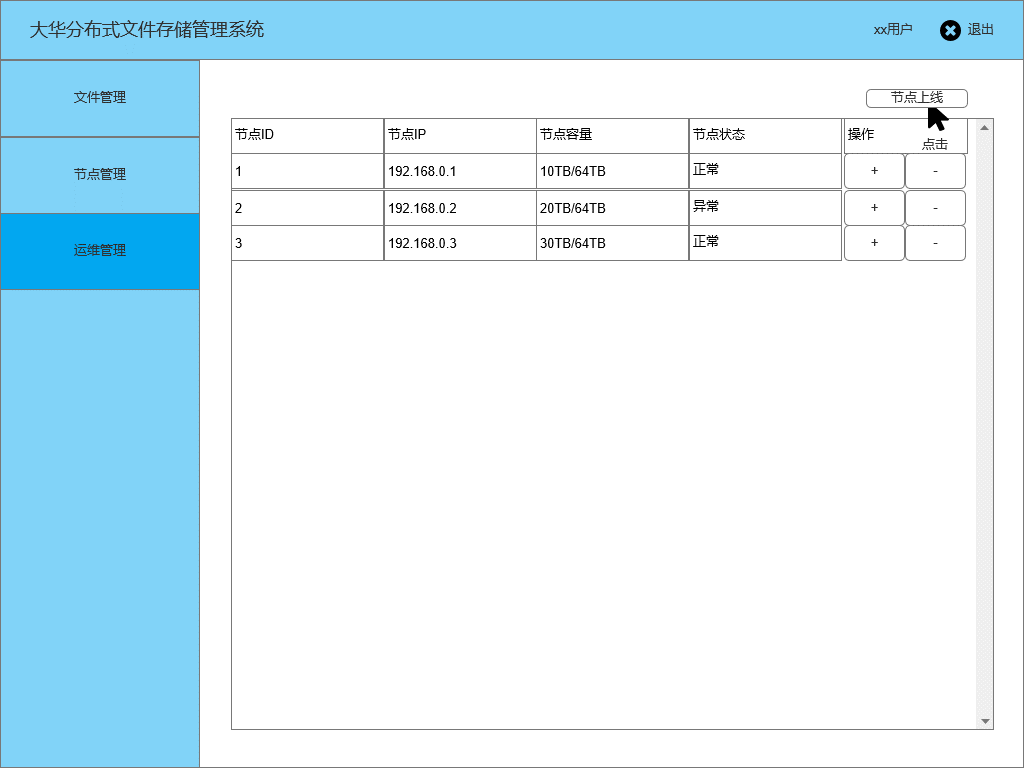 大华分布式文件存储管理系统 xx用户 退出
文件管理
节点管理
运维管理
节点上线
点击
节点ID 节点IP 节点容量 节点状态 操作
1 192.168.0.1 10TB/64TB 正常 + -
2 192.168.0.2 20TB/64TB 异常 + -
3 192.168.0.3 30TB/64TB 正常 + -